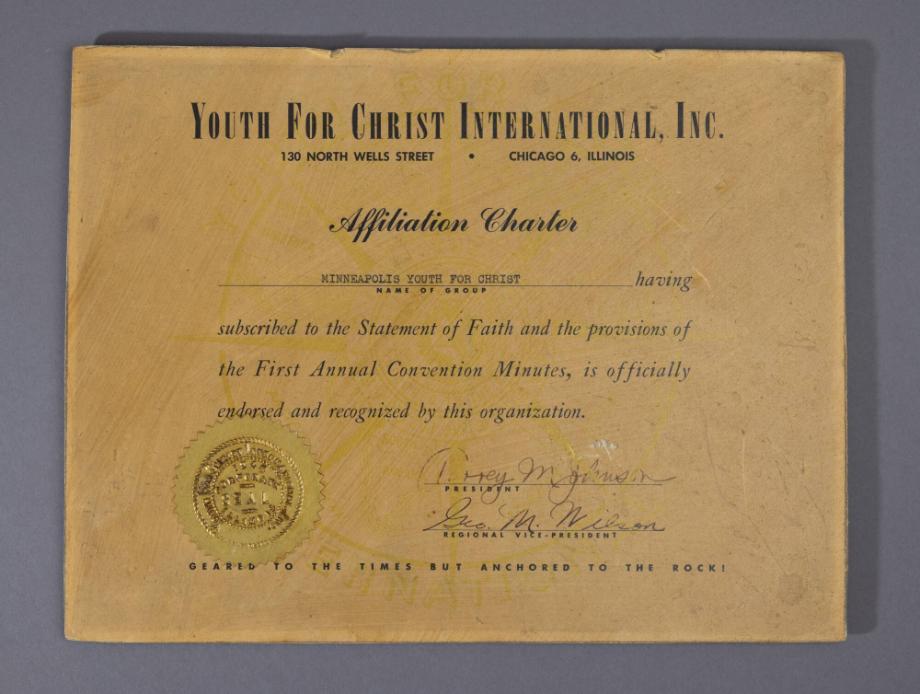 YOUTH FOR CHRIST INTERNATIONAL, INC.
130 NORTH WELLS STREET • CHICAGO 6, ILLINOIS
Affiliation Charter
MINNEAPOLIS YOUTH FOR CHRIST having
NAME OF GROUP
subscribed to the Statement of Faith and the provisions of
the First Annual Convention Minutes, is officially
endorsed and recognized by this organization.
Torrey M Johnson
PRESIDENT
Geo. M. Wilson
REGIONAL VICE-PRESIDENT
SEAL
GEARED TO THE TIMES BUT ANCHORED TO THE ROCK!